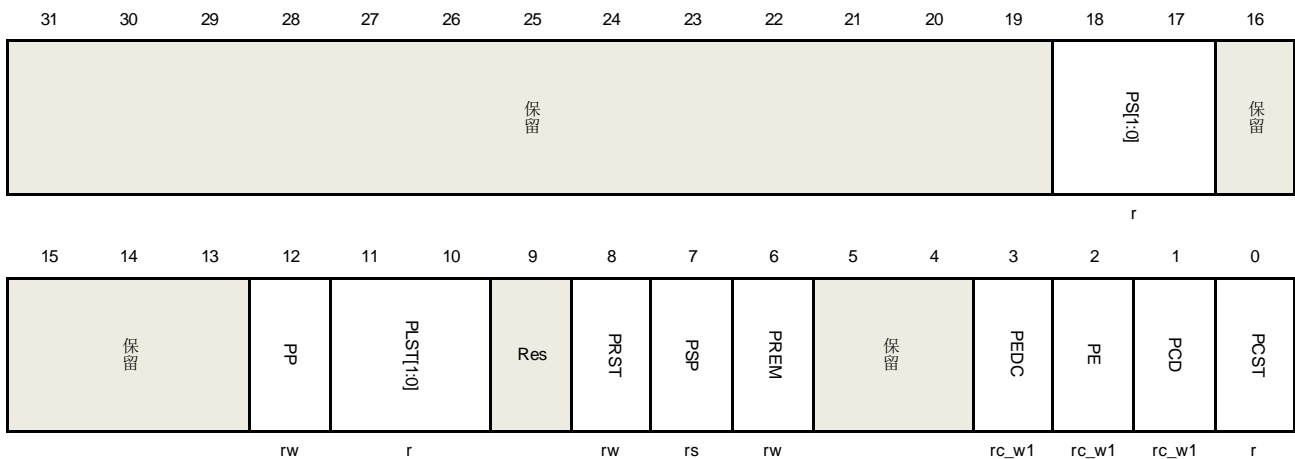 31 30 29 28 27 26 25 24 23 22 21 20 19 18 17 16
保留 PS[1:0] 保留
r
15 14 13 12 11 10 9 8 7 6 5 4 3 2 1 0
保留 PP PLST[1:0] Res PRST PSP PREM 保留 PEDC PE PCD PCST
rw r rw rs rw rc_w1 rc_w1 rc_w1 r